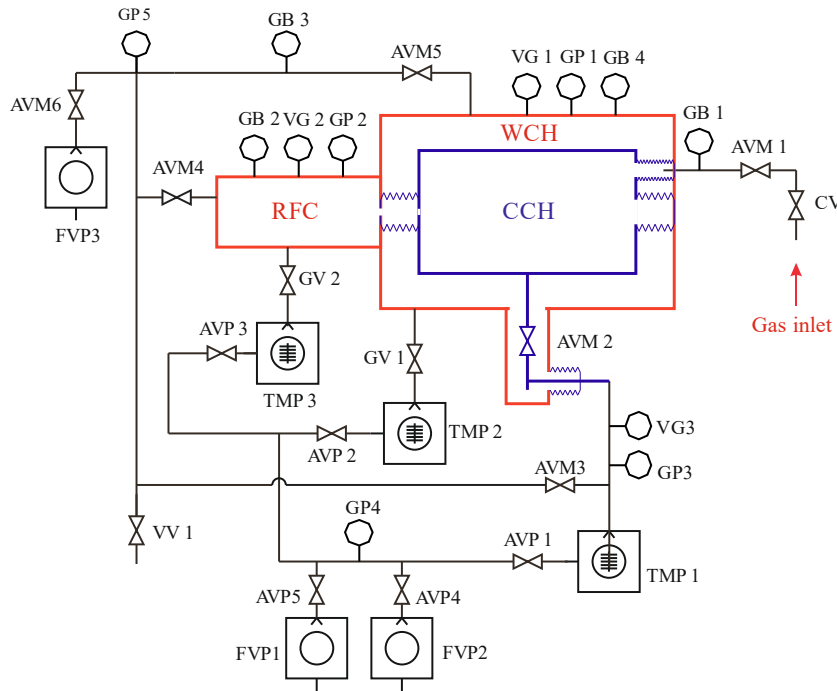 GP 5
GB 3
AVM5
VG 1
GP 1
GB 4
AVM6
GB 2
VG 2
GP 2
WCH
GB 1
AVM 1
AVM4
RFC
CCH
CV
FVP3
GV 2
Gas inlet
AVP 3
GV 1
AVM 2
TMP 3
TMP 2
AVP 2
VG3
AVM3
GP3
GP4
VV 1
AVP 1
TMP 1
AVP5
AVP4
FVP1
FVP2